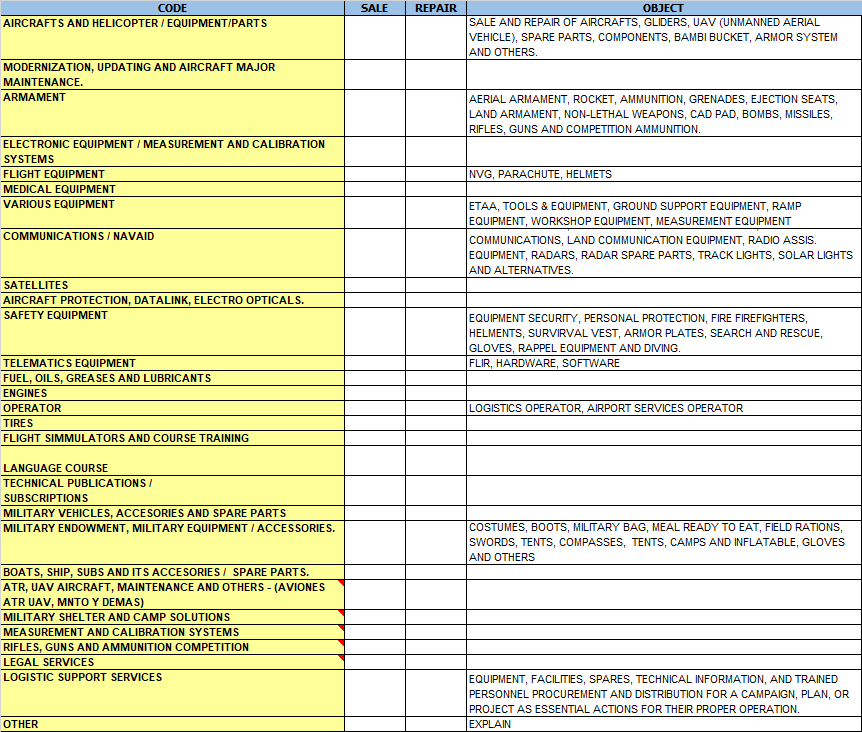 CODE SALE REPAIR OBJECT
AIRCRAFTS AND HELICOPTER / EQUIPMENT/PARTS
SALE AND REPAIR OF AIRCRAFTS, GLIDERS, UAV (UNMANNED AERIAL
VEHICLE), SPARE PARTS, COMPONENTS, BAMBI BUCKET, ARMOR SYSTEM
AND OTHERS.
MODERNIZATION, UPDATING AND AIRCRAFT MAJOR
MAINTENANCE.
ARMAMENT
AERIAL ARMAMENT, ROCKET, AMMUNITION, GRENADES, EJECTION SEATS,
LAND ARMAMENT, NON-LETHAL WEAPONS, CAD PAD, BOMBS, MISSILES,
RIFLES, GUNS AND COMPETITION AMMUNITION.
ELECTRONIC EQUIPMENT / MEASUREMENT AND CALIBRATION
SYSTEMS
FLIGHT EQUIPMENT
NVG, PARACHUTE, HELMETS
MEDICAL EQUIPMENT
VARIOUS EQUIPMENT
ETAA, TOOLS & EQUIPMENT, GROUND SUPPORT EQUIPMENT, RAMP
EQUIPMENT, WORKSHOP EQUIPMENT, MEASUREMENT EQUIPMENT
COMMUNICATIONS / NAVAID
COMMUNICATIONS, LAND COMMUNICATION EQUIPMENT, RADIO ASSIS.
EQUIPMENT, RADARS, RADAR SPARE PARTS, TRACK LIGHTS, SOLAR LIGHTS
AND ALTERNATIVES.
SATELLITES
AIRCRAFT PROTECTION, DATALINK, ELECTRO OPTICALS.
SAFETY EQUIPMENT
EQUIPMENT SECURITY, PERSONAL PROTECTION, FIRE FIREFIGHTERS,
HELMENTS, SURVIRVAL VEST, ARMOR PLATES, SEARCH AND RESCUE,
GLOVES, RAPPEL EQUIPMENT AND DIVING.
TELEMATICS EQUIPMENT
FLIR, HARDWARE, SOFTWARE
FUEL, OILS, GREASES AND LUBRICANTS
ENGINES
OPERATOR
LOGISTICS OPERATOR, AIRPORT SERVICES OPERATOR
TIRES
FLIGHT SIMMULATORS AND COURSE TRAINING
LANGUAGE COURSE
TECHNICAL PUBLICATIONS /
SUBSCRIPTIONS
MILITARY VEHICLES, ACCESORIES AND SPARE PARTS
MILITARY ENDOWMENT, MILITARY EQUIPMENT / ACCESSORIES.
COSTUMES, BOOTS, MILITARY BAG, MEAL READY TO EAT, FIELD RATIONS,
SWORDS, TENTS, COMPASSES, TENTS, CAMPS AND INFLATABLE, GLOVES
AND OTHERS
BOATS, SHIP, SUBS AND ITS ACCESORIES / SPARE PARTS.
ATR, UAV AIRCRAFT, MAINTENANCE AND OTHERS - (AVIONES
ATR UAV, MNTO Y DEMAS)
MILITARY SHELTER AND CAMP SOLUTIONS
MEASUREMENT AND CALIBRATION SYSTEMS
RIFLES, GUNS AND AMMUNITION COMPETITION
LEGAL SERVICES
LOGISTIC SUPPORT SERVICES
EQUIPMENT, FACILITIES, SPARES, TECHNICAL INFORMATION, AND TRAINED
PERSONNEL PROCUREMENT AND DISTRIBUTION FOR A CAMPAIGN, PLAN, OR
PROJECT AS ESSENTIAL ACTIONS FOR THEIR PROPER OPERATION.
OTHER
EXPLAIN